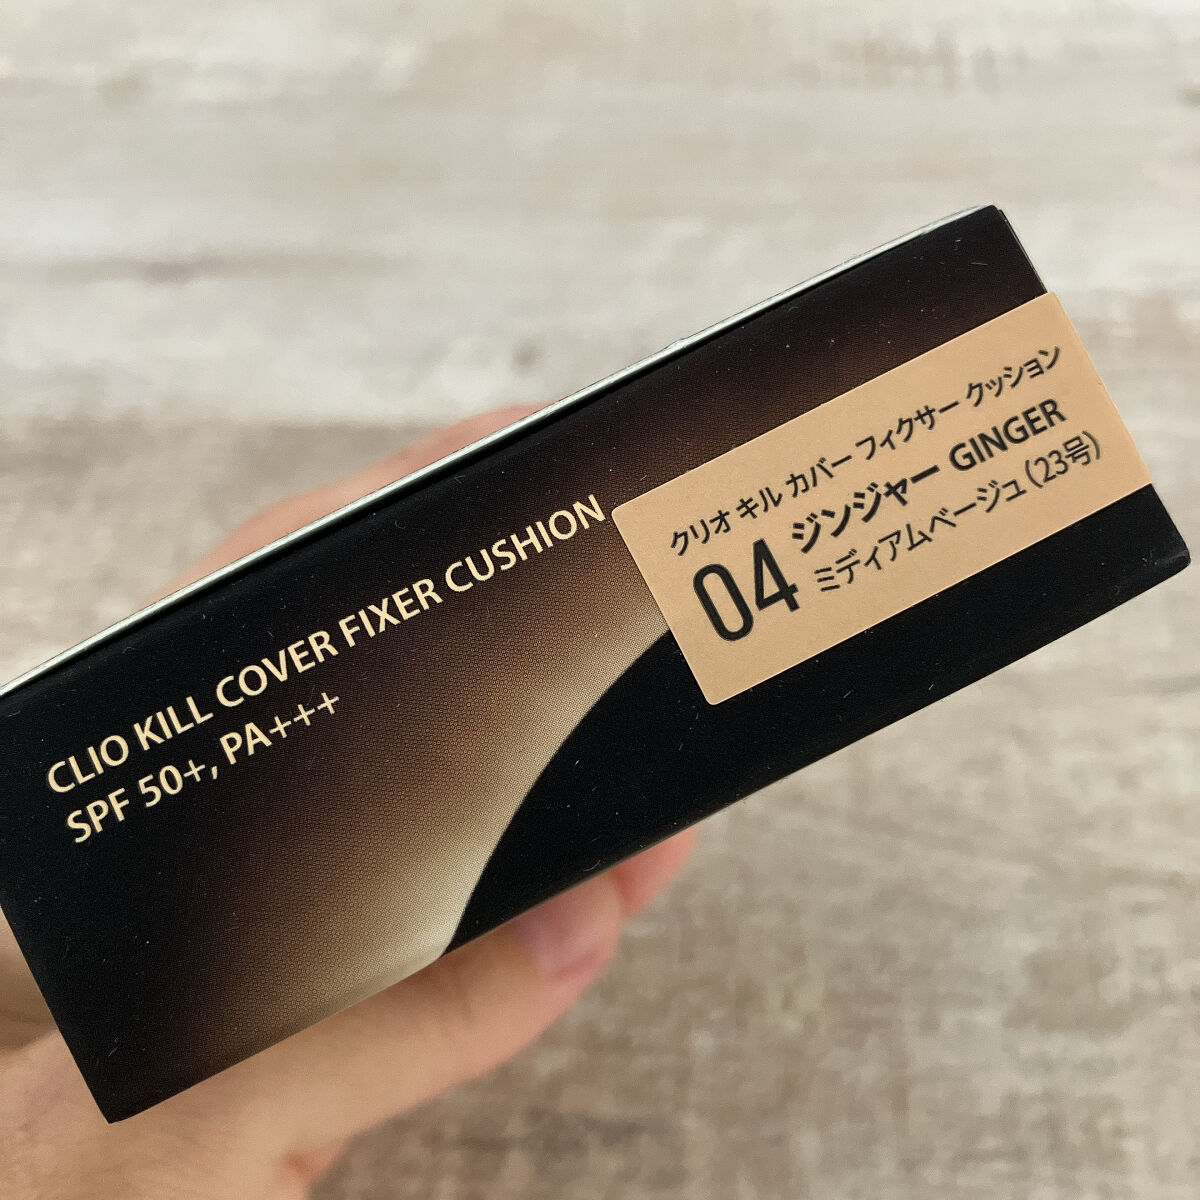 CLIO KILL COVER FIXER CUSHION
SPF 50+, PA+++
クリオ キル カバー フィクサー クッション
04 ジンジャー GINGER
ミディアムベージュ（23号）